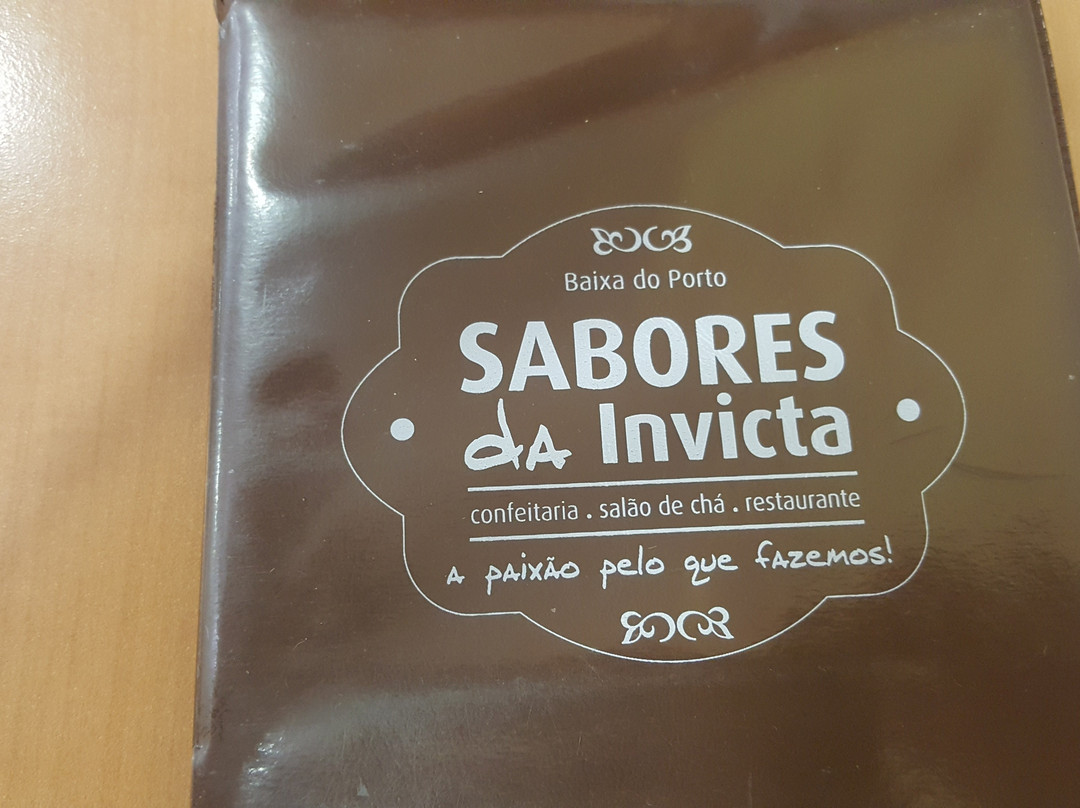 Baixa do Porto
SABORES
da Invicta
confeitaria . salão de chá . restaurante
a paixão pelo que fazemos!